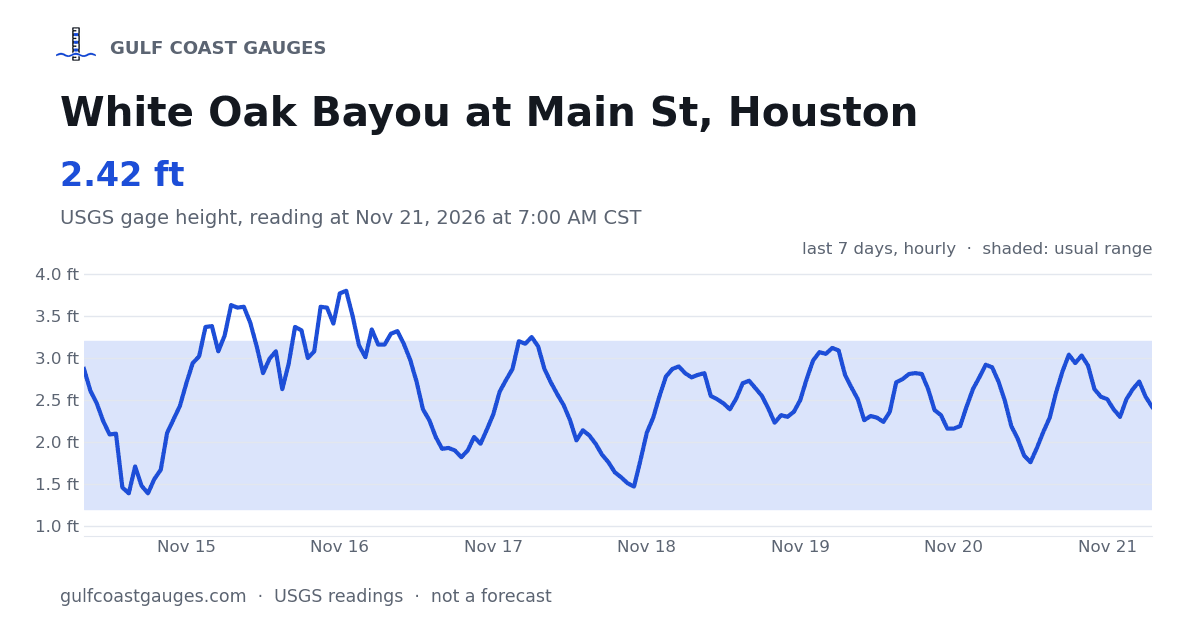 GULF COAST GAUGES
White Oak Bayou at Main St, Houston
2.42 ft
USGS gage height, reading at Nov 21, 2026 at 7:00 AM CST
last 7 days, hourly · shaded: usual range
4.0 ft
3.5 ft
3.0 ft
2.5 ft
2.0 ft
1.5 ft
1.0 ft
Nov 15 Nov 16 Nov 17 Nov 18 Nov 19 Nov 20 Nov 21
gulfcoastgauges.com · USGS readings · not a forecast